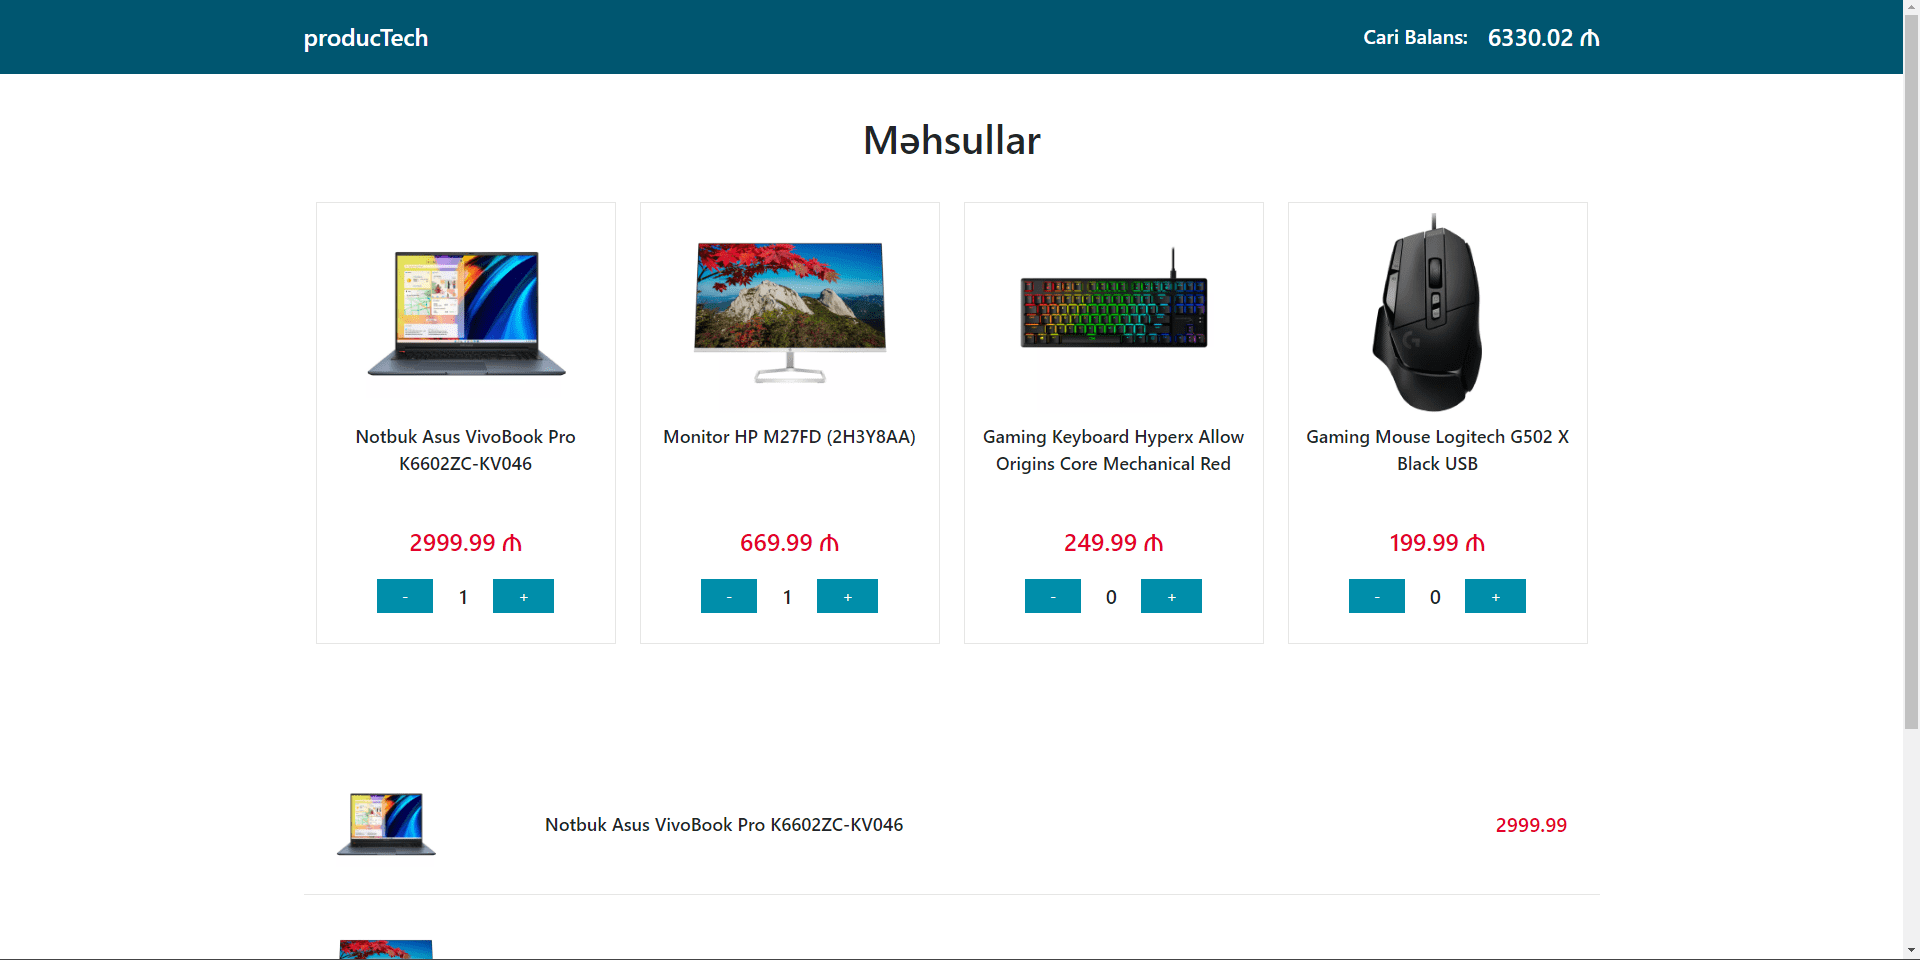 producTech
Cari Balans: 6330.02 ₼
Məhsullar
Notbuk Asus VivoBook Pro
K6602ZC-KV046
2999.99 ₼
- 1 +
Monitor HP M27FD (2H3Y8AA)
669.99 ₼
- 1 +
Gaming Keyboard Hyperx Allow
Origins Core Mechanical Red
249.99 ₼
- 0 +
Gaming Mouse Logitech G502 X
Black USB
199.99 ₼
- 0 +
Notbuk Asus VivoBook Pro K6602ZC-KV046
2999.99